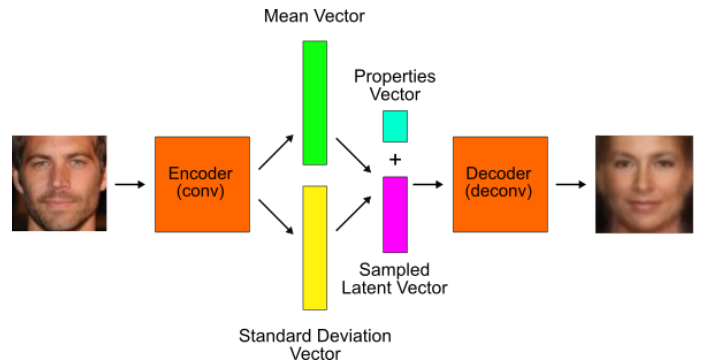 Mean Vector
Properties
Vector
Encoder
(conv)
+
Decoder
(deconv)
Sampled
Latent Vector
Standard Deviation
Vector